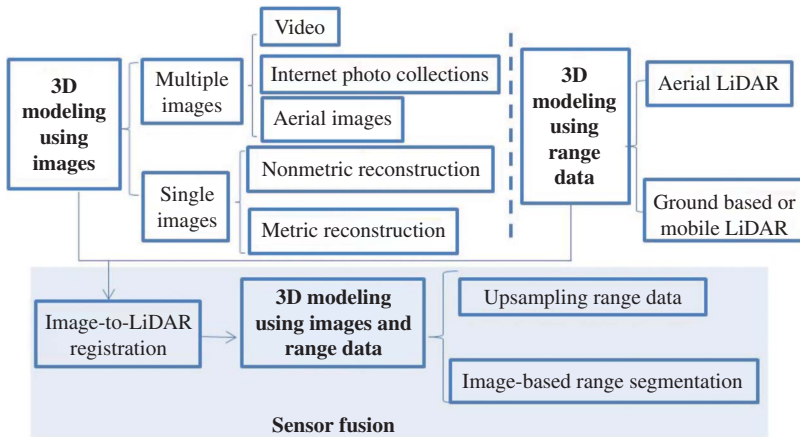 3D
modeling
using
images
Multiple
images
Video
Internet photo collections
Aerial images
Single
images
Nonmetric reconstruction
Metric reconstruction
3D
modeling
using
range
data
Aerial LiDAR
Ground based or
mobile LiDAR
Image-to-LiDAR
registration
3D modeling
using images and
range data
Upsampling range data
Image-based range segmentation
Sensor fusion